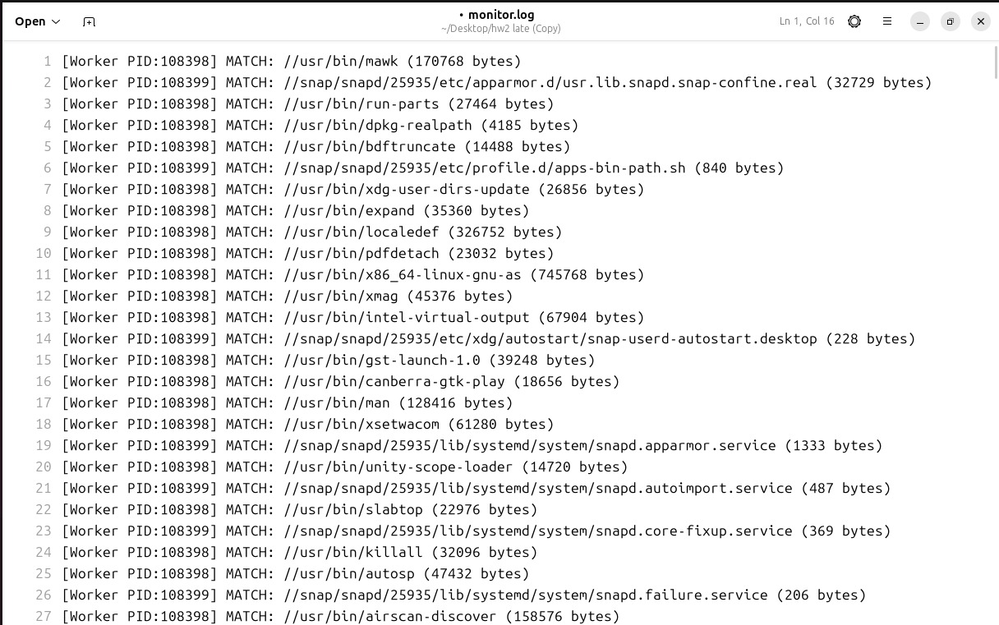 Open
• monitor.log
~/Desktop/hw2 late (Copy)
Ln 1, Col 16
1 [Worker PID:108398] MATCH: //usr/bin/mawk (170768 bytes)
2 [Worker PID:108399] MATCH: //snap/snapd/25935/etc/apparmor.d/usr.lib.snapd.snap-confine.real (32729 bytes)
3 [Worker PID:108398] MATCH: //usr/bin/run-parts (27464 bytes)
4 [Worker PID:108398] MATCH: //usr/bin/dpkg-realpath (4185 bytes)
5 [Worker PID:108398] MATCH: //usr/bin/bdftruncate (14488 bytes)
6 [Worker PID:108399] MATCH: //snap/snapd/25935/etc/profile.d/apps-bin-path.sh (840 bytes)
7 [Worker PID:108398] MATCH: //usr/bin/xdg-user-dirs-update (26856 bytes)
8 [Worker PID:108398] MATCH: //usr/bin/expand (35360 bytes)
9 [Worker PID:108398] MATCH: //usr/bin/localedef (326752 bytes)
10 [Worker PID:108398] MATCH: //usr/bin/pdfdetach (23032 bytes)
11 [Worker PID:108398] MATCH: //usr/bin/x86_64-linux-gnu-as (745768 bytes)
12 [Worker PID:108398] MATCH: //usr/bin/xmag (45376 bytes)
13 [Worker PID:108398] MATCH: //usr/bin/intel-virtual-output (67904 bytes)
14 [Worker PID:108399] MATCH: //snap/snapd/25935/etc/xdg/autostart/snap-userd-autostart.desktop (228 bytes)
15 [Worker PID:108398] MATCH: //usr/bin/gst-launch-1.0 (39248 bytes)
16 [Worker PID:108398] MATCH: //usr/bin/canberra-gtk-play (18656 bytes)
17 [Worker PID:108398] MATCH: //usr/bin/man (128416 bytes)
18 [Worker PID:108398] MATCH: //usr/bin/xsetwacom (61280 bytes)
19 [Worker PID:108399] MATCH: //snap/snapd/25935/lib/systemd/system/snapd.apparmor.service (1333 bytes)
20 [Worker PID:108398] MATCH: //usr/bin/unity-scope-loader (14720 bytes)
21 [Worker PID:108399] MATCH: //snap/snapd/25935/lib/systemd/system/snapd.autoimport.service (487 bytes)
22 [Worker PID:108398] MATCH: //usr/bin/slabtop (22976 bytes)
23 [Worker PID:108399] MATCH: //snap/snapd/25935/lib/systemd/system/snapd.core-fixup.service (369 bytes)
24 [Worker PID:108398] MATCH: //usr/bin/killall (32096 bytes)
25 [Worker PID:108398] MATCH: //usr/bin/autosp (47432 bytes)
26 [Worker PID:108399] MATCH: //snap/snapd/25935/lib/systemd/system/snapd.failure.service (206 bytes)
27 [Worker PID:108398] MATCH: //usr/bin/airscan-discover (158576 bytes)